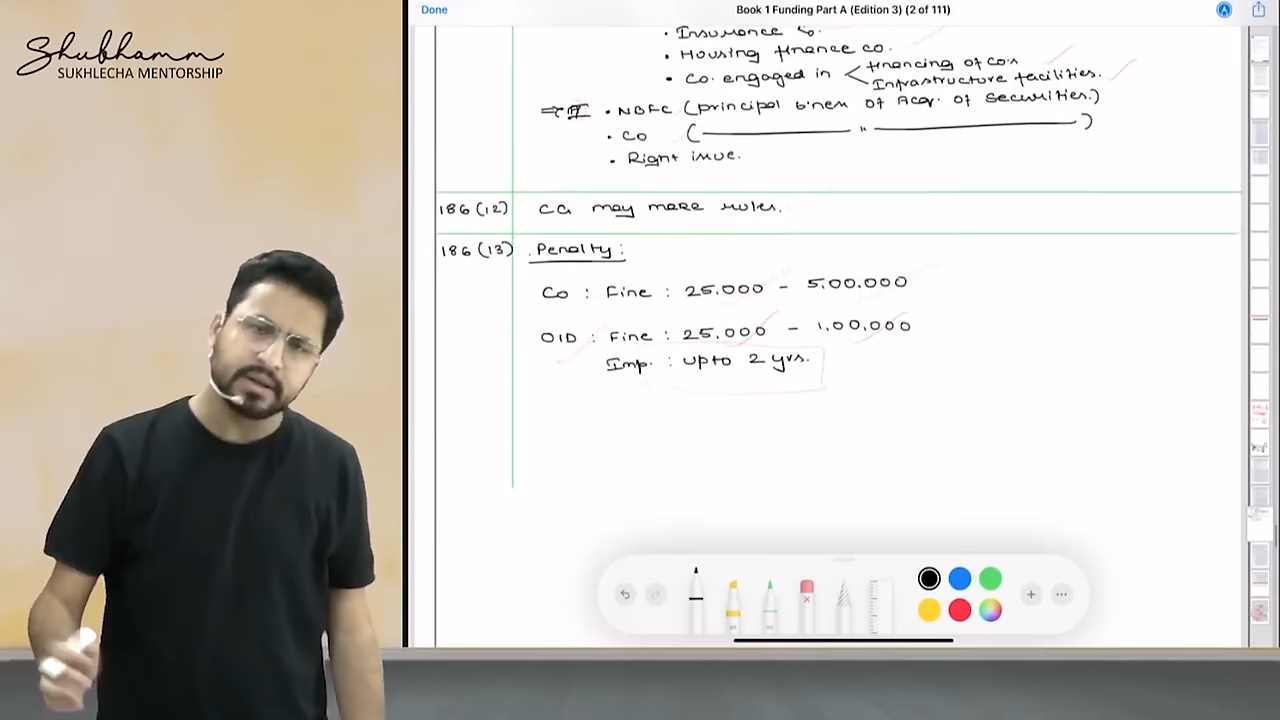 Shubhamm
SUKHLECHA MENTORSHIP
Done
Book 1 Funding Part A (Edition 3) (2 of 111)
• Insurance Co.
• Housing finance co.
• Co. engaged in < financing of co's
Infrastructure facilities.
⇒ II • NBFC (principal b'ness of Acq. of securities.)
• CO (——— " ———)
• Right issue.
186(12) CG may make rules.
186(13) Penalty:
Co : Fine : 25,000 - 5,00,000
OID : Fine : 25,000 - 1,00,000
Imp. : upto 2 yrs.